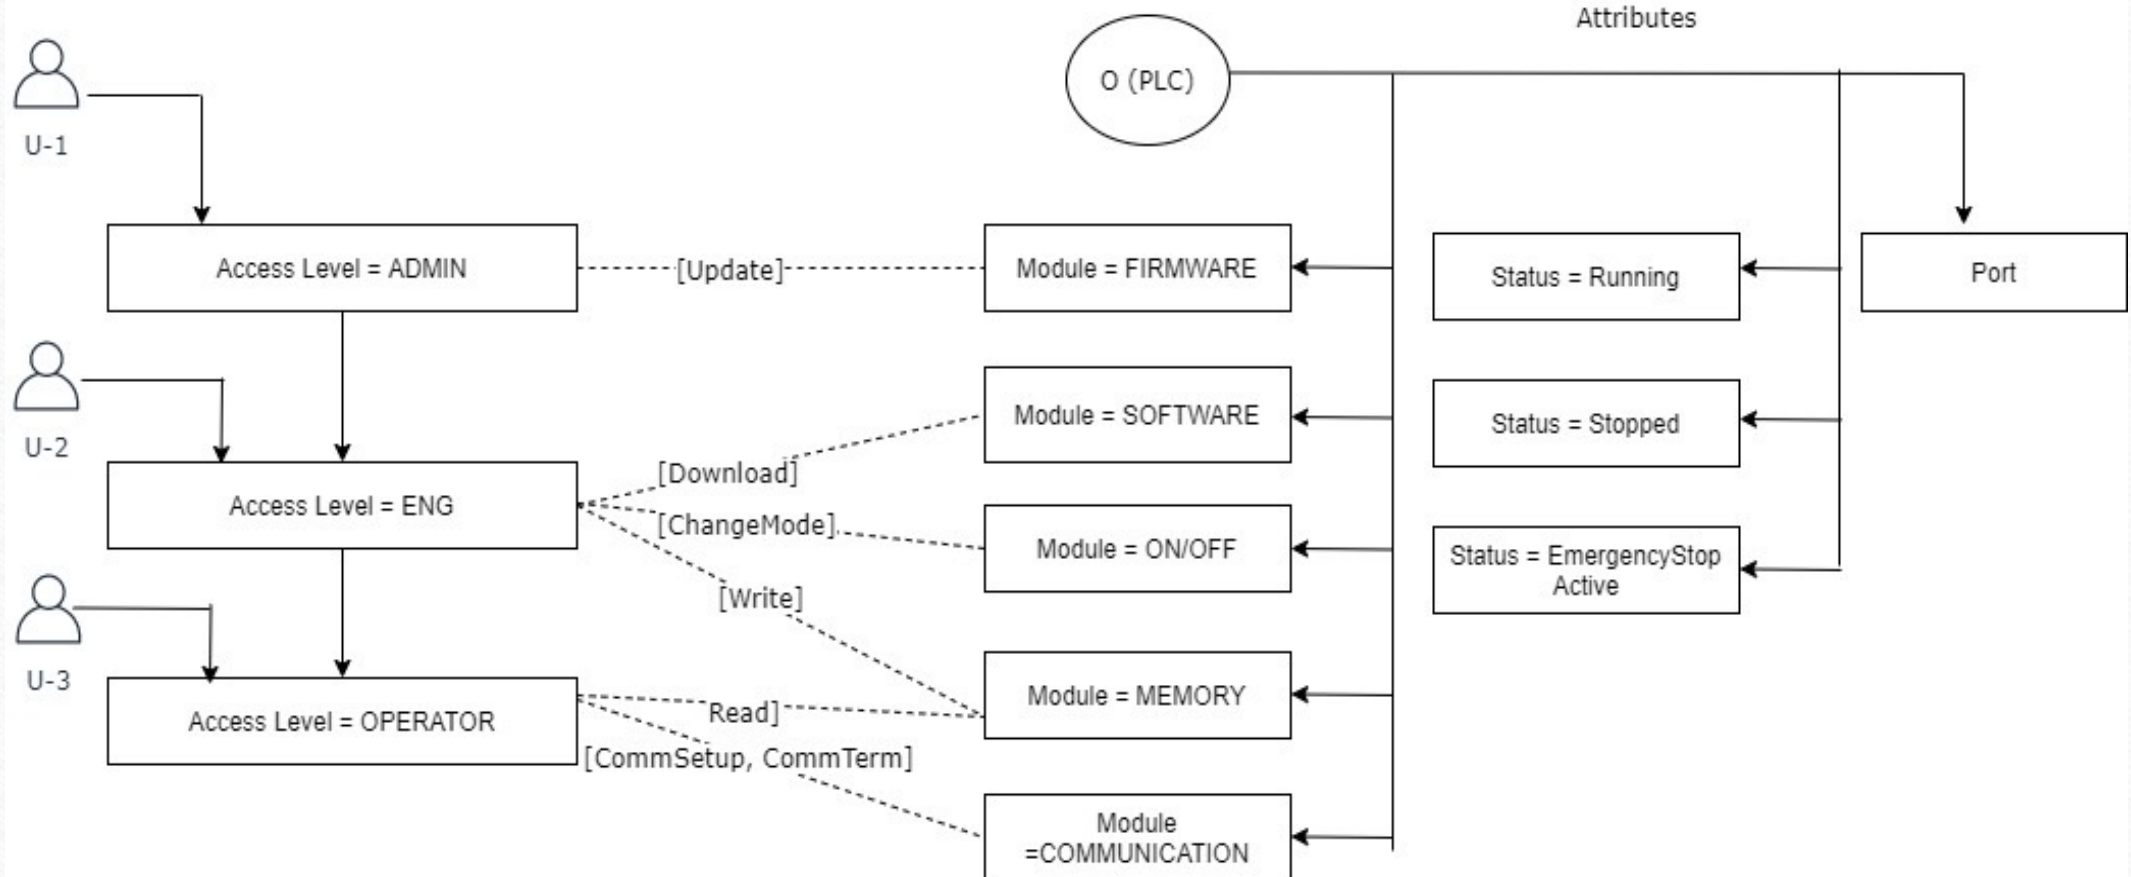 Attributes
O (PLC)
U-1
Access Level = ADMIN
[Update]
Module = FIRMWARE
Status = Running
Port
U-2
Module = SOFTWARE
Status = Stopped
[Download]
Access Level = ENG
[ChangeMode]
Module = ON/OFF
Status = EmergencyStop
Active
[Write]
U-3
Access Level = OPERATOR
Read]
Module = MEMORY
[CommSetup, CommTerm]
Module
=COMMUNICATION